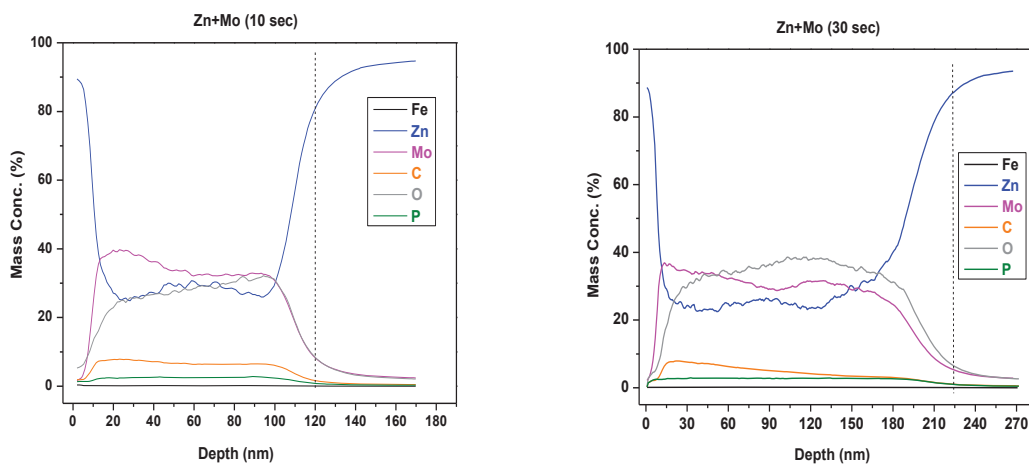 Zn+Mo (10 sec)
Mass Conc. (%)
100
80
60
40
20
0
Fe
Zn
Mo
C
O
P
0 20 40 60 80 100 120 140 160 180
Depth (nm)
Zn+Mo (30 sec)
Mass Conc. (%)
100
80
60
40
20
0
Fe
Zn
Mo
C
O
P
0 30 60 90 120 150 180 210 240 270
Depth (nm)